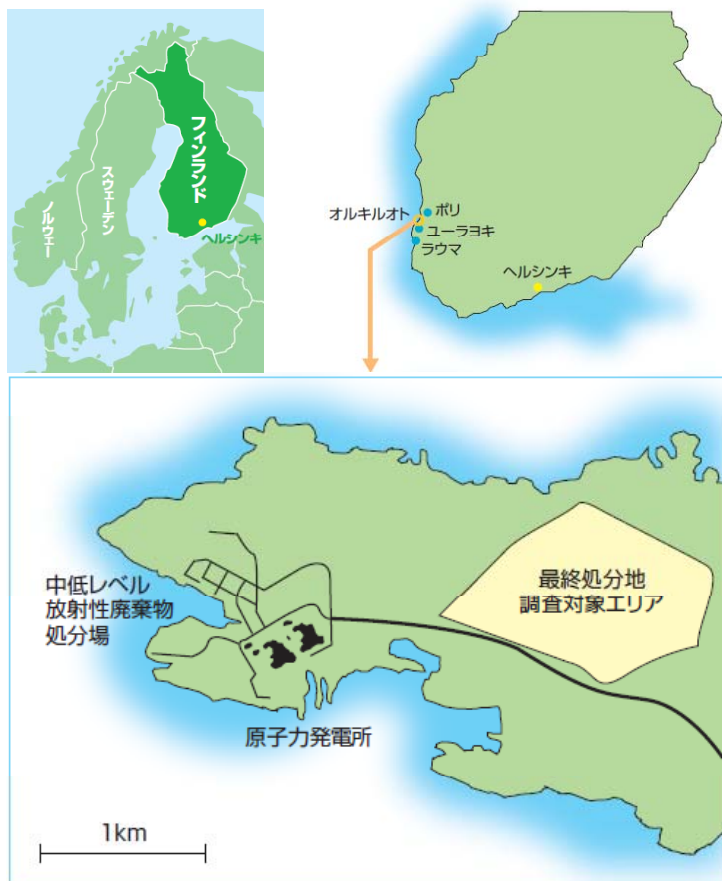 フィンランド
スウェーデン
ノルウェー
ヘルシンキ
オルキルオト
ポリ
ユーラヨキ
ラウマ
ヘルシンキ
中低レベル
放射性廃棄物
処分場
最終処分地
調査対象エリア
原子力発電所
1km